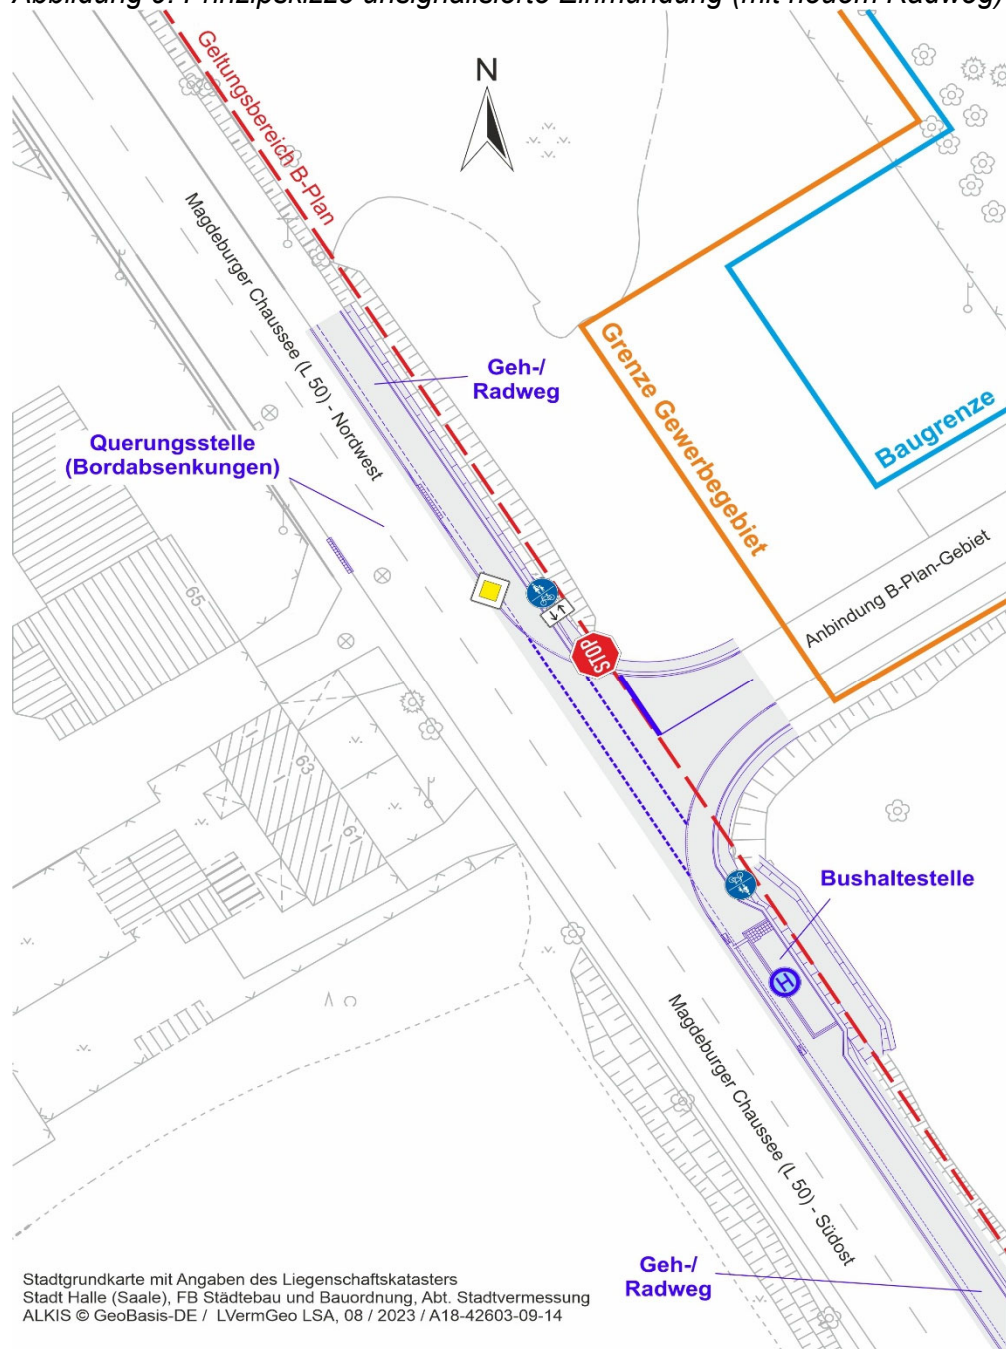 Abbildung 9: Prinzipskizze unsignalisierte Einmündung (mit neuem Radweg)
Geltungsbereich B-Plan
N
Magdeburger Chaussee (L 50) - Nordwest
Geh-/
Radweg
Grenze Gewerbegebiet
Baugrenze
Querungsstelle
(Bordabsenkungen)
Anbindung B-Plan-Gebiet
65
STOP
63
61
Bushaltestelle
H
Magdeburger Chaussee (L 50) - Südost
Geh-/
Radweg
Stadtgrundkarte mit Angaben des Liegenschaftskatasters
Stadt Halle (Saale), FB Städtebau und Bauordnung, Abt. Stadtvermessung
ALKIS © GeoBasis-DE / LVermGeo LSA, 08 / 2023 / A18-42603-09-14